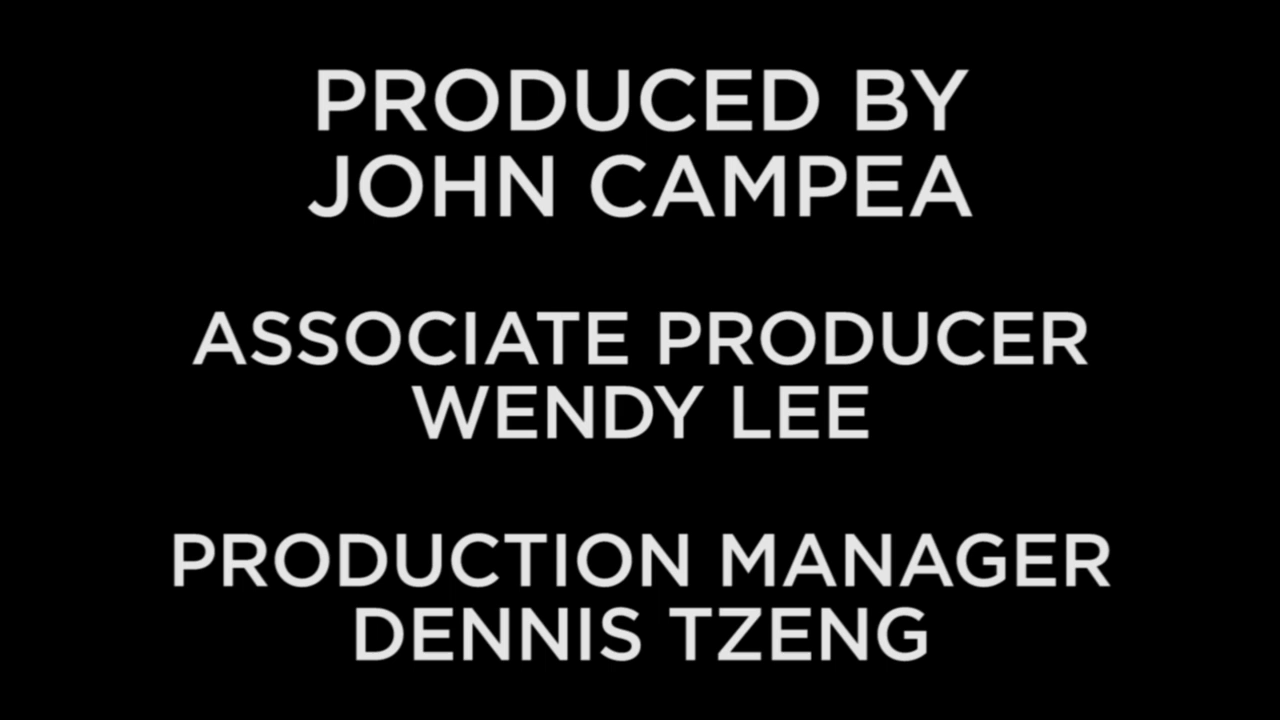 PRODUCED BY
JOHN CAMPEA
ASSOCIATE PRODUCER
WENDY LEE
PRODUCTION MANAGER
DENNIS TZENG